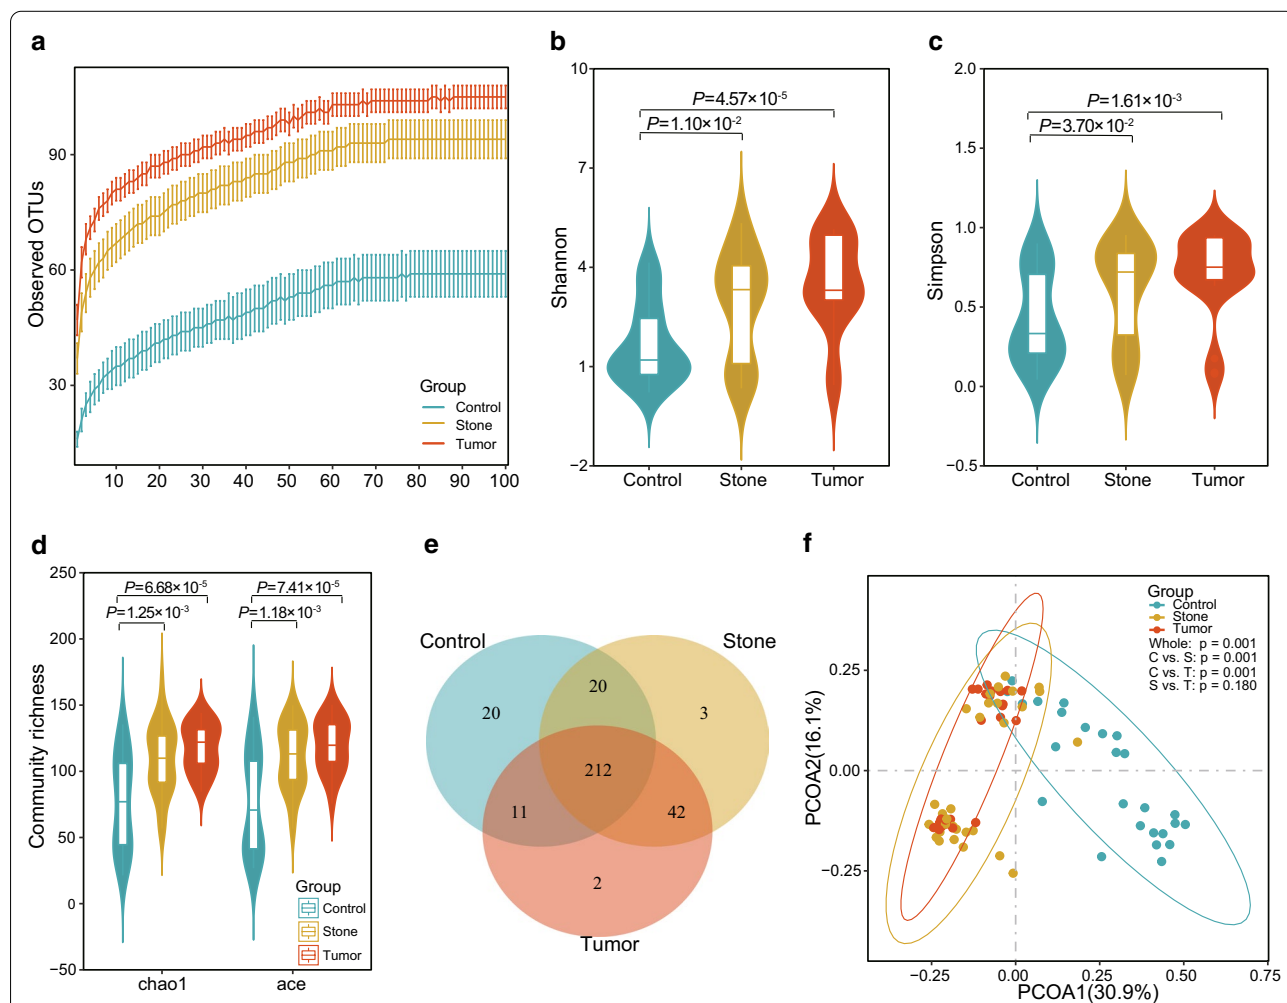 a
Observed OTUs
90
60
30
10 20 30 40 50 60 70 80 90 100
Group
Control
Stone
Tumor
b
Shannon
10
7
4
1
−2
P=4.57×10⁻⁵
P=1.10×10⁻²
Control Stone Tumor
c
Simpson
2.0
1.5
1.0
0.5
0.0
−0.5
P=1.61×10⁻³
P=3.70×10⁻²
Control Stone Tumor
d
Community richness
250
200
150
100
50
0
−50
P=6.68×10⁻⁵ P=7.41×10⁻⁵
P=1.25×10⁻³ P=1.18×10⁻³
Group
Control
Stone
Tumor
chao1 ace
e
Control Stone
20
20 3
212
11 42
2
Tumor
f
PCOA2(16.1%)
0.25
0.00
−0.25
Group
Control
Stone
Tumor
Whole: p = 0.001
C vs. S: p = 0.001
C vs. T: p = 0.001
S vs. T: p = 0.180
−0.25 0.00 0.25 0.50 0.75
PCOA1(30.9%)